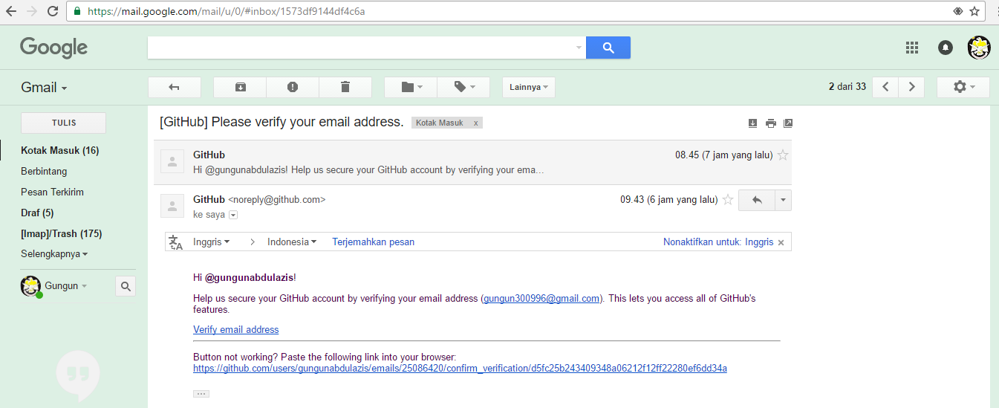 https://mail.google.com/mail/u/0/#inbox/1573df9144df4c6a
Google
Gmail
Lainnya
2 dari 33
TULIS
Kotak Masuk (16)
Berbintang
Pesan Terkirim
Draf (5)
[Imap]/Trash (175)
Selengkapnya
Gungun
[GitHub] Please verify your email address. Kotak Masuk x
GitHub 08.45 (7 jam yang lalu)
Hi @gungunabdulazis! Help us secure your GitHub account by verifying your ema...
GitHub <noreply@github.com> 09.43 (6 jam yang lalu)
ke saya
Inggris > Indonesia Terjemahkan pesan Nonaktifkan untuk: Inggris x
Hi @gungunabdulazis!
Help us secure your GitHub account by verifying your email address (gungun300996@gmail.com). This lets you access all of GitHub's
features.
Verify email address
Button not working? Paste the following link into your browser:
https://github.com/users/gungunabdulazis/emails/25086420/confirm_verification/d5fc25b243409348a06212f12ff22280ef6dd34a